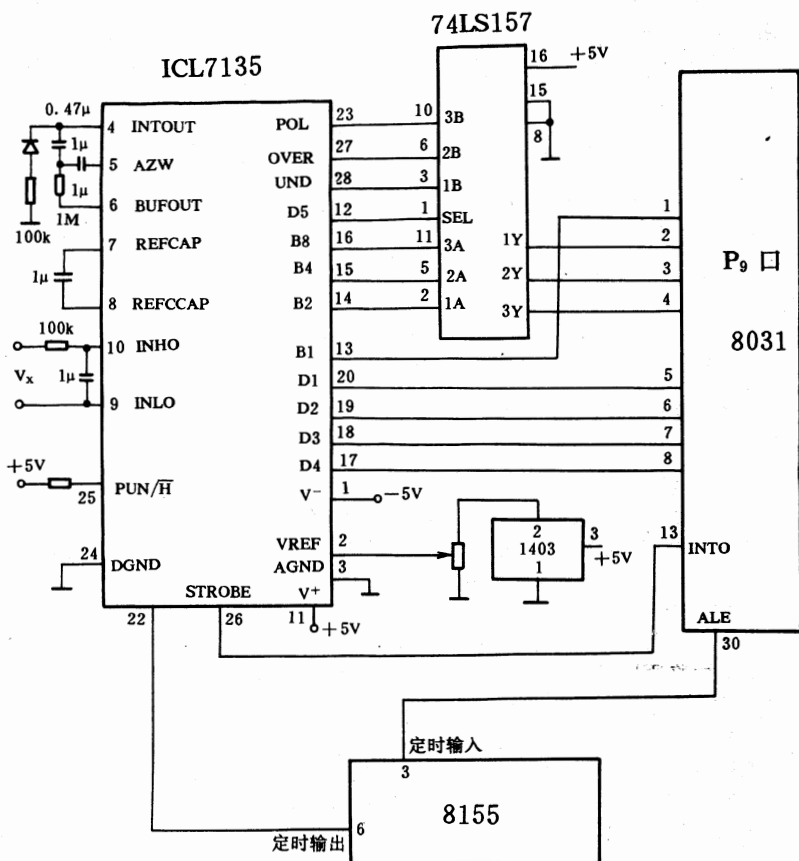 74LS157
ICL7135
16 +5V
15
8
10 3B
6 2B
3 1B
1 SEL
11 3A
5 2A
2 1A
1Y
2Y
3Y
0.47μ
4 INTOUT
1μ
5 AZW
1μ
6 BUFOUT
1M
100k
7 REFCAP
1μ
8 REFCCAP
100k
10 INHO
Vx
1μ
9 INLO
+5V
25 PUN/H̅
24 DGND
POL 23
OVER 27
UND 28
D5 12
B8 16
B4 15
B2 14
B1 13
D1 20
D2 19
D3 18
D4 17
V⁻ 1 −5V
VREF 2
AGND 3
V⁺
11 +5V
STROBE
22
26
2
1403
1
3
+5V
1
2
3
4
P₉ 口
8031
5
6
7
8
13 INTO
ALE
30
定时输入
3
8155
6
定时输出